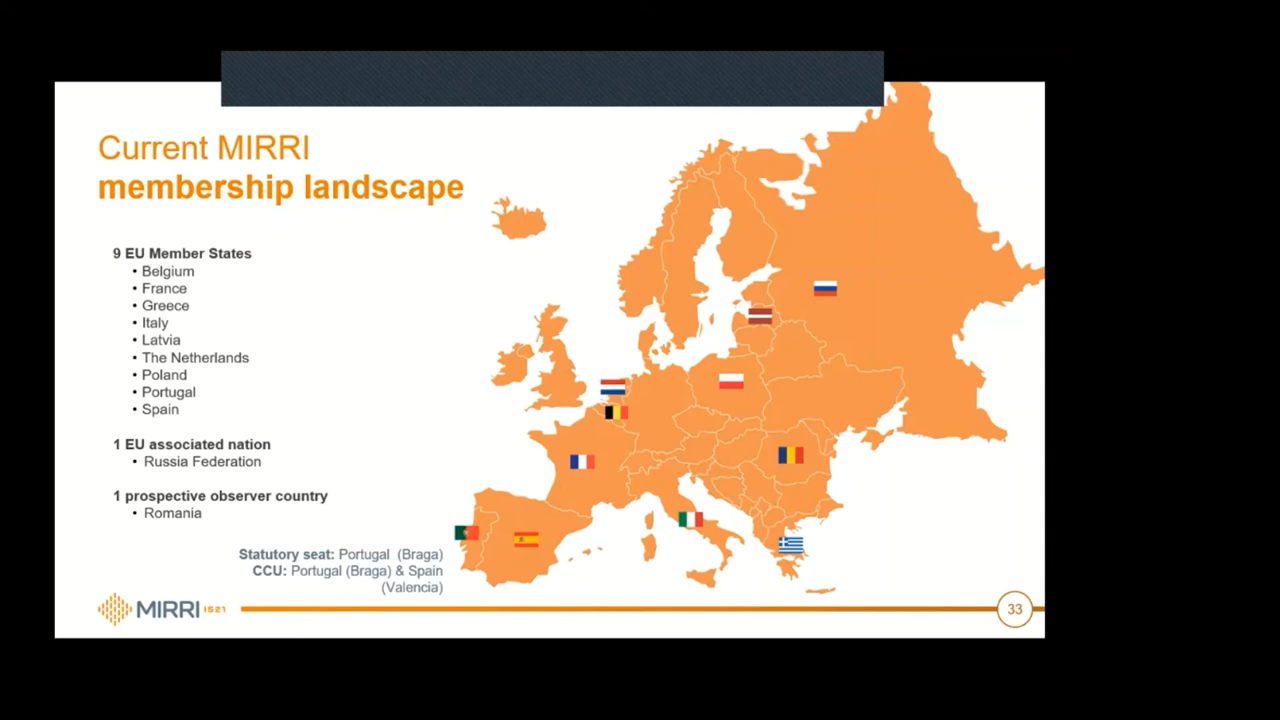 Current MIRRI
membership landscape
9 EU Member States
• Belgium
• France
• Greece
• Italy
• Latvia
• The Netherlands
• Poland
• Portugal
• Spain
1 EU associated nation
• Russia Federation
1 prospective observer country
• Romania
Statutory seat: Portugal (Braga)
CCU: Portugal (Braga) & Spain
(Valencia)
MIRRI IS21
33